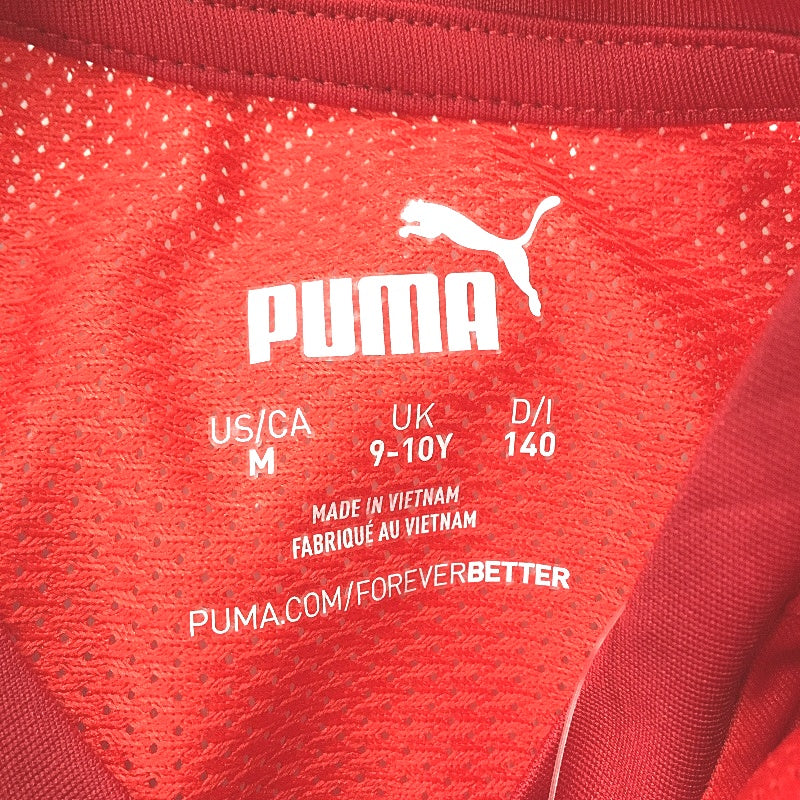 PUMA
US/CA UK D/I
M 9-10Y 140
MADE IN VIETNAM
FABRIQUÉ AU VIETNAM
PUMA.COM/FOREVERBETTER